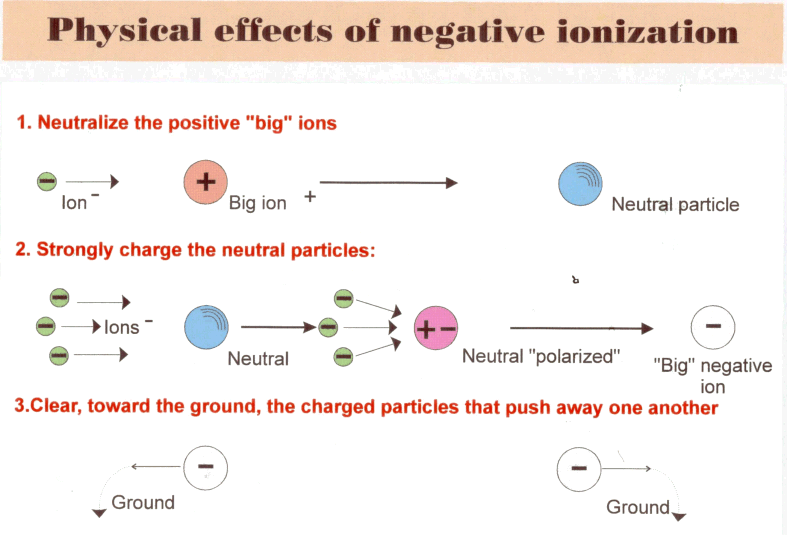 Physical effects of negative ionization
1. Neutralize the positive "big" ions
− + 
Ion − Big ion + Neutral particle
2. Strongly charge the neutral particles:
− −
− Ions − − + − −
− −
Neutral Neutral "polarized" "Big" negative
ion
3.Clear, toward the ground, the charged particles that push away one another
− −
Ground Ground